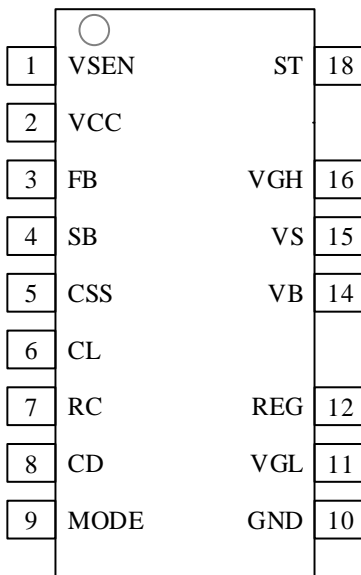 1 VSEN ST 18
2 VCC
3 FB VGH 16
4 SB VS 15
5 CSS VB 14
6 CL
7 RC REG 12
8 CD VGL 11
9 MODE GND 10